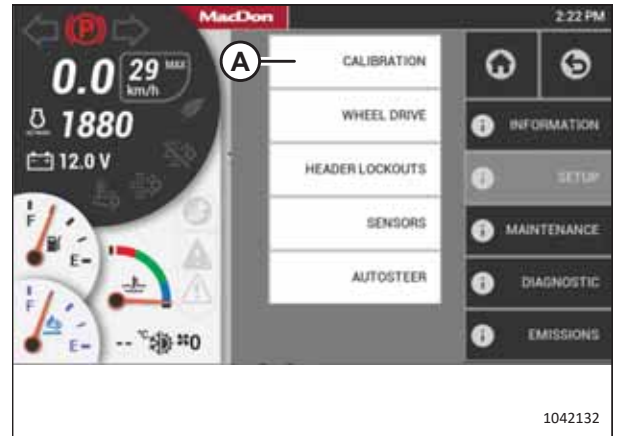 MacDon
2:22 PM
P
0.0
29 MAX
km/h
1880
12.0 V
F
E
F
E
-- °C
0
A
CALIBRATION
WHEEL DRIVE
HEADER LOCKOUTS
SENSORS
AUTOSTEER
INFORMATION
SETUP
MAINTENANCE
DIAGNOSTIC
EMISSIONS
1042132